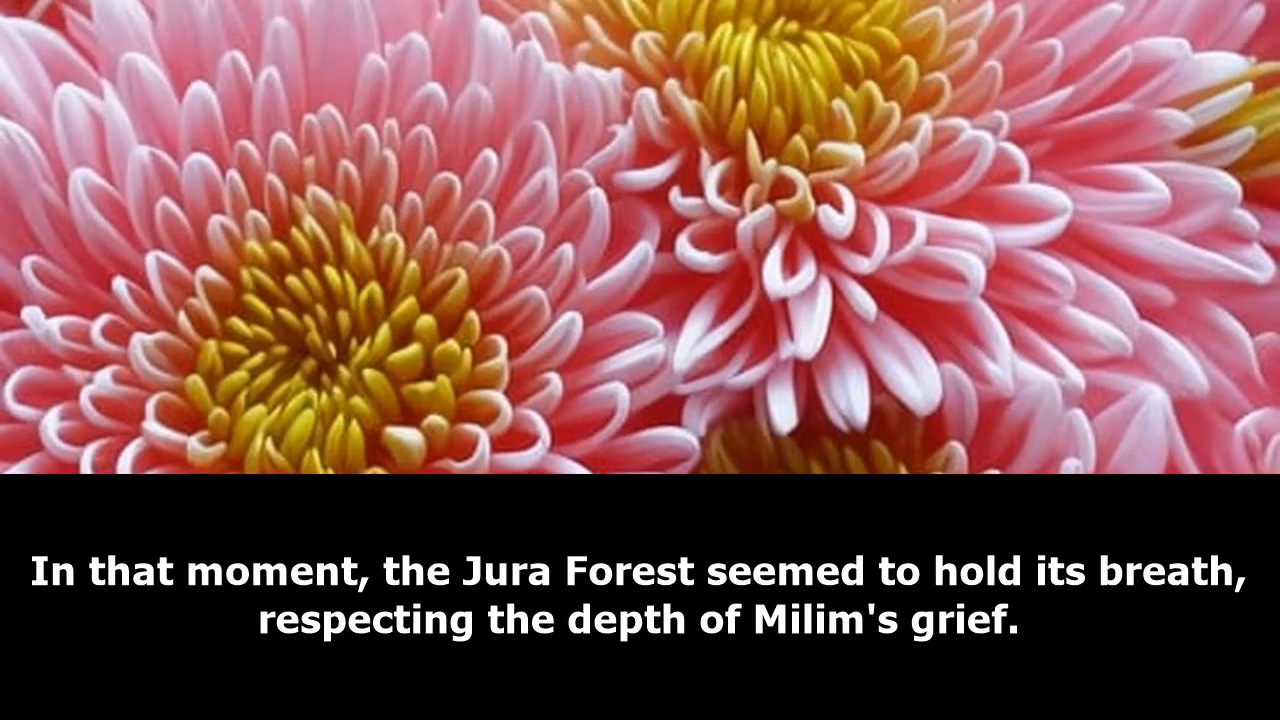 In that moment, the Jura Forest seemed to hold its breath,
respecting the depth of Milim's grief.